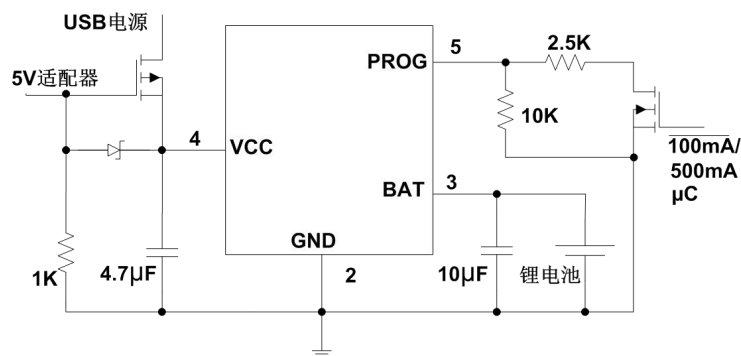 USB电源
5V适配器
4
VCC
PROG
5
2.5K
10K
100mA/
500mA
μC
BAT
3
GND
2
1K
4.7μF
10μF
锂电池